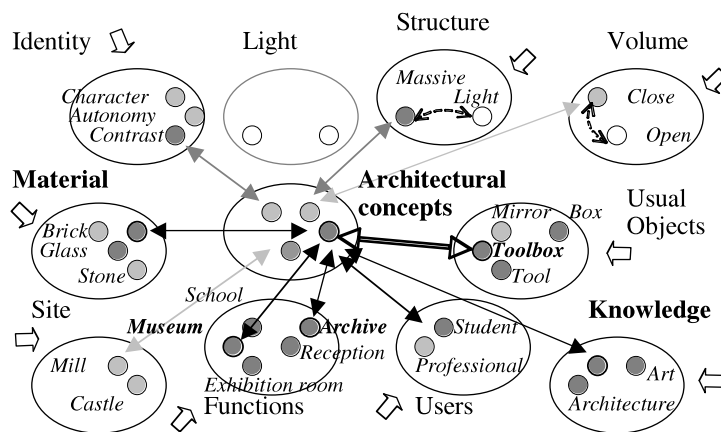 Identity
Light
Structure
Volume
Character
Autonomy
Contrast
Massive
Light
Close
Open
Material
Architectural
concepts
Usual
Objects
Brick
Glass
Stone
Mirror
Box
Toolbox
Tool
Site
School
Museum
Archive
Reception
Exhibition room
Student
Professional
Knowledge
Mill
Castle
Art
Architecture
Functions
Users